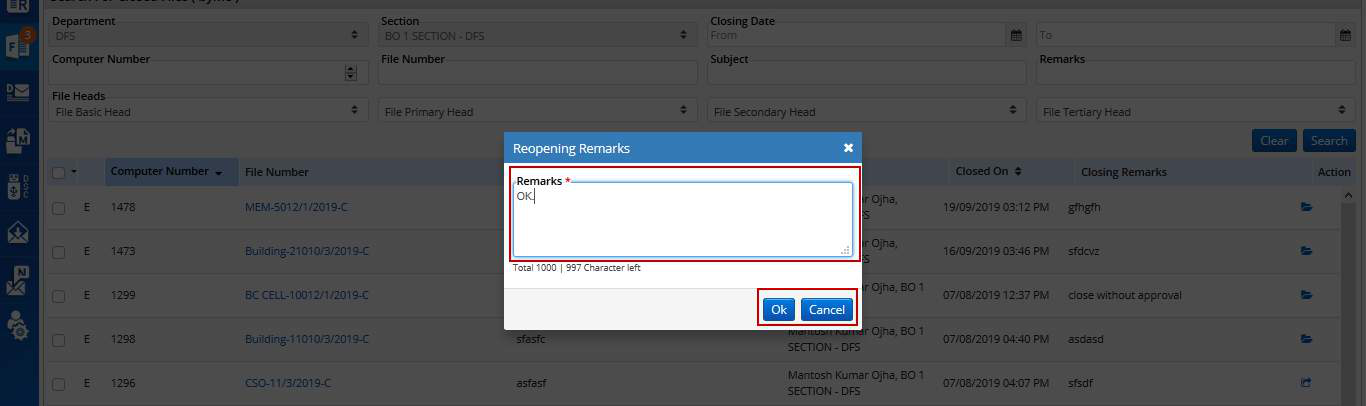 Department
Section
Closing Date
DFS
BO 1 SECTION - DFS
From
To
3
Computer Number
File Number
Subject
Remarks
File Heads
File Basic Head
File Primary Head
File Secondary Head
File Tertiary Head
Clear
Search
Reopening Remarks
Remarks *
OK.
Total 1000 | 997 Character left
Ok
Cancel
Computer Number
File Number
Closed On
Closing Remarks
Action
E
1478
MEM-5012/1/2019-C
Ojha,
19/09/2019 03:12 PM
gfhgfh
E
1473
Building-21010/3/2019-C
Ojha,
16/09/2019 03:46 PM
sfdcvz
E
1299
BC CELL-10012/1/2019-C
Ojha, BO 1
07/08/2019 12:37 PM
close without approval
E
1298
Building-11010/3/2019-C
sfasfc
Mantosh Kumar Ojha, BO 1
SECTION - DFS
07/08/2019 04:40 PM
asdasd
E
1296
CSO-11/3/2019-C
asfasf
Mantosh Kumar Ojha, BO 1
SECTION - DFS
07/08/2019 04:07 PM
sfsdf